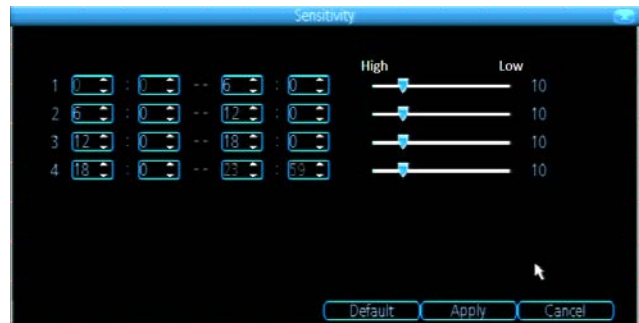 Sensitivity
High Low
1 0 : 0 -- 6 : 0 10
2 6 : 0 -- 12 : 0 10
3 12 : 0 -- 18 : 0 10
4 18 : 0 -- 23 : 59 10
Default Apply Cancel